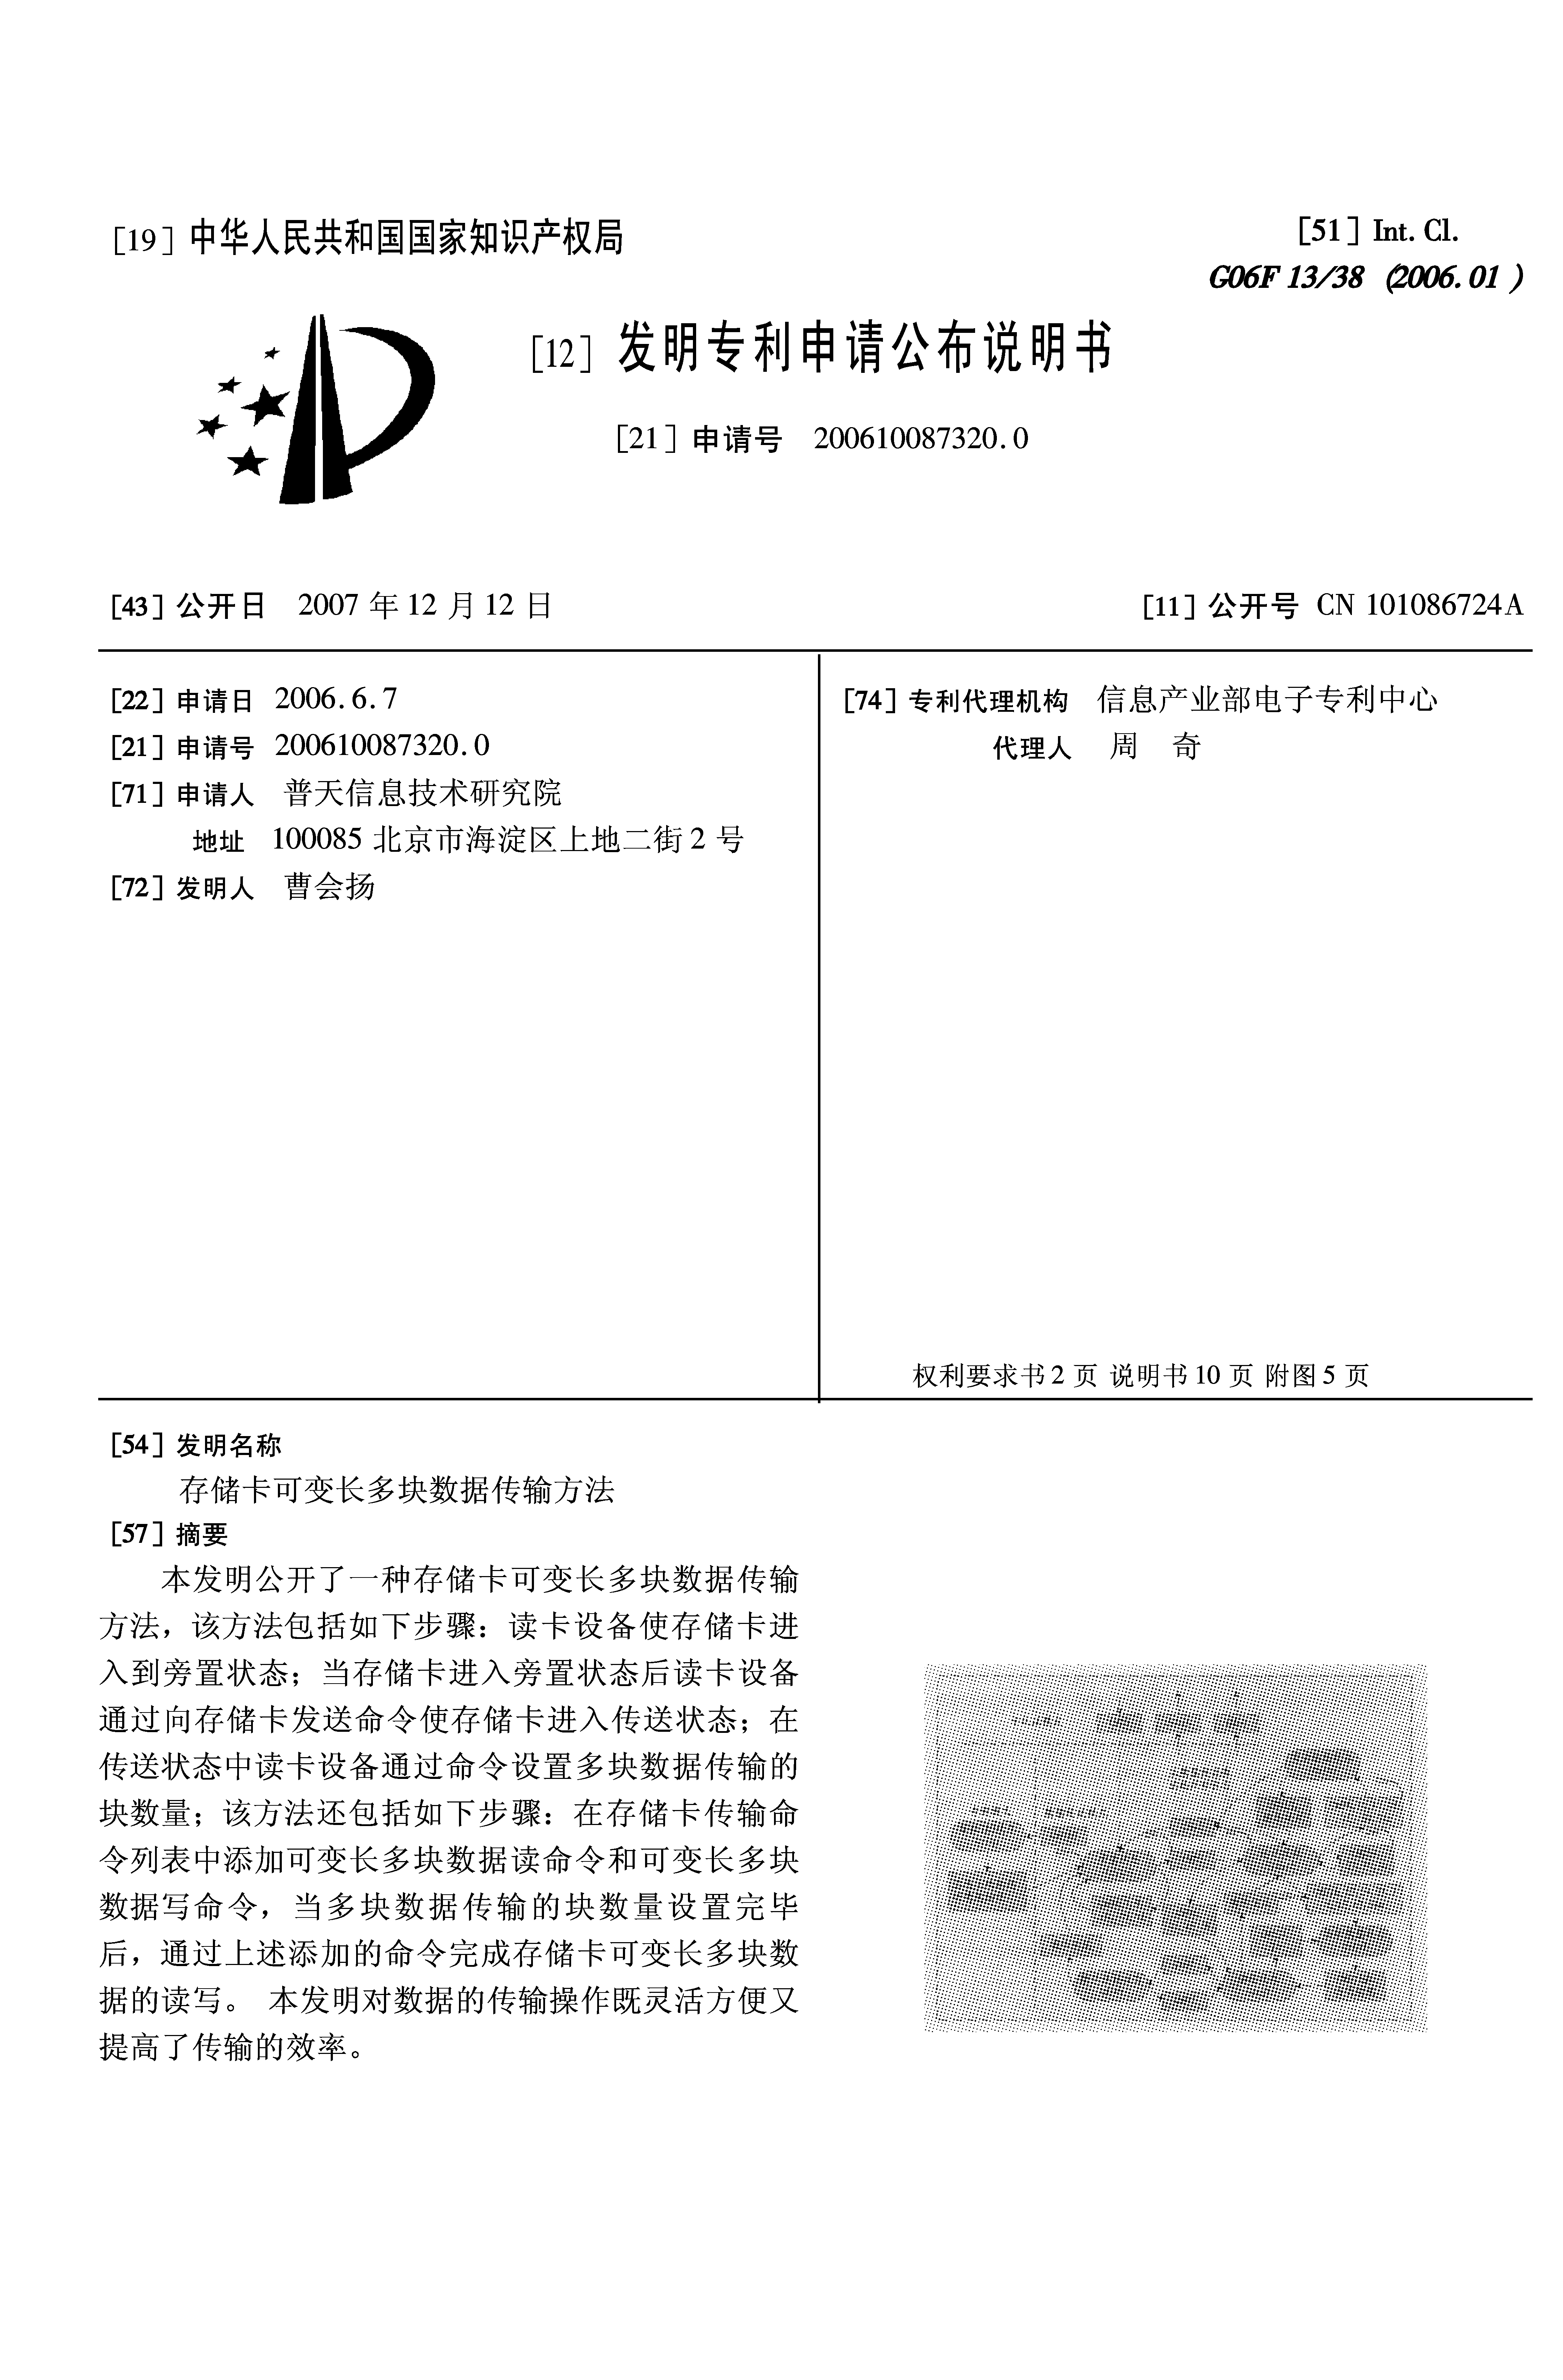 [19] 中华人民共和国国家知识产权局
[51] Int. Cl.
G06F 13/38 (2006.01)
[12] 发明专利申请公布说明书
[21] 申请号 200610087320.0
[43] 公开日 2007 年 12 月 12 日
[11] 公开号 CN 101086724A
[22] 申请日 2006.6.7
[21] 申请号 200610087320.0
[71] 申请人 普天信息技术研究院
地址 100085 北京市海淀区上地二街 2 号
[72] 发明人 曹会扬
[74] 专利代理机构 信息产业部电子专利中心
代理人 周 奇
权利要求书 2 页 说明书 10 页 附图 5 页
[54] 发明名称
存储卡可变长多块数据传输方法
[57] 摘要
本发明公开了一种存储卡可变长多块数据传输
方法，该方法包括如下步骤：读卡设备使存储卡进
入到旁置状态；当存储卡进入旁置状态后读卡设备
通过向存储卡发送命令使存储卡进入传送状态；在
传送状态中读卡设备通过命令设置多块数据传输的
块数量；该方法还包括如下步骤：在存储卡传输命
令列表中添加可变长多块数据读命令和可变长多块
数据写命令，当多块数据传输的块数量设置完毕
后，通过上述添加的命令完成存储卡可变长多块数
据的读写。 本发明对数据的传输操作既灵活方便又
提高了传输的效率。